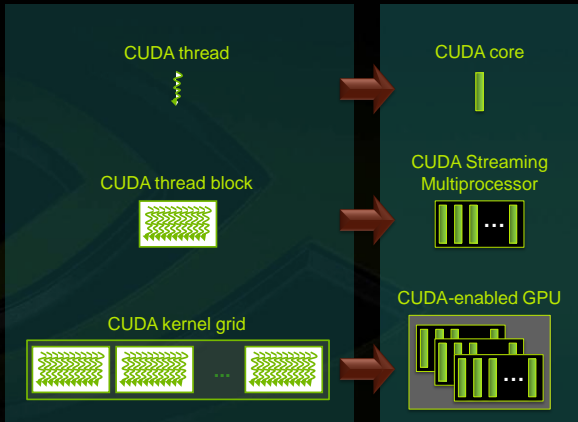 CUDA thread
CUDA core
CUDA thread block
CUDA Streaming
Multiprocessor
...
CUDA kernel grid
...
CUDA-enabled GPU
...